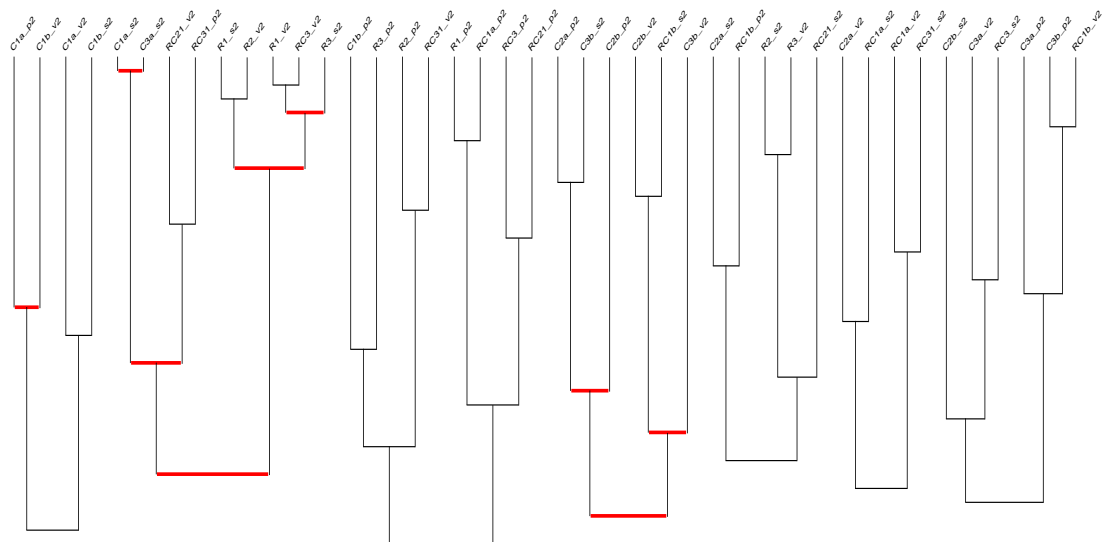 C1a_p2
C1b_v2
C1a_v2
C1b_s2
C1a_s2
C3a_s2
RC21_v2
RC31_p2
R1_s2
R2_v2
R1_v2
RC3_v2
R3_s2
C1b_p2
R3_p2
R2_p2
RC31_v2
R1_p2
RC1a_p2
RC3_p2
RC21_p2
C2a_p2
C3b_s2
C2b_p2
C2b_v2
RC1b_s2
C3b_v2
C2a_s2
RC1b_p2
R2_s2
R3_v2
RC21_s2
C2a_v2
RC1a_s2
RC1a_v2
RC31_s2
C2b_s2
C3a_v2
RC3_s2
C3a_p2
C3b_p2
RC1b_v2